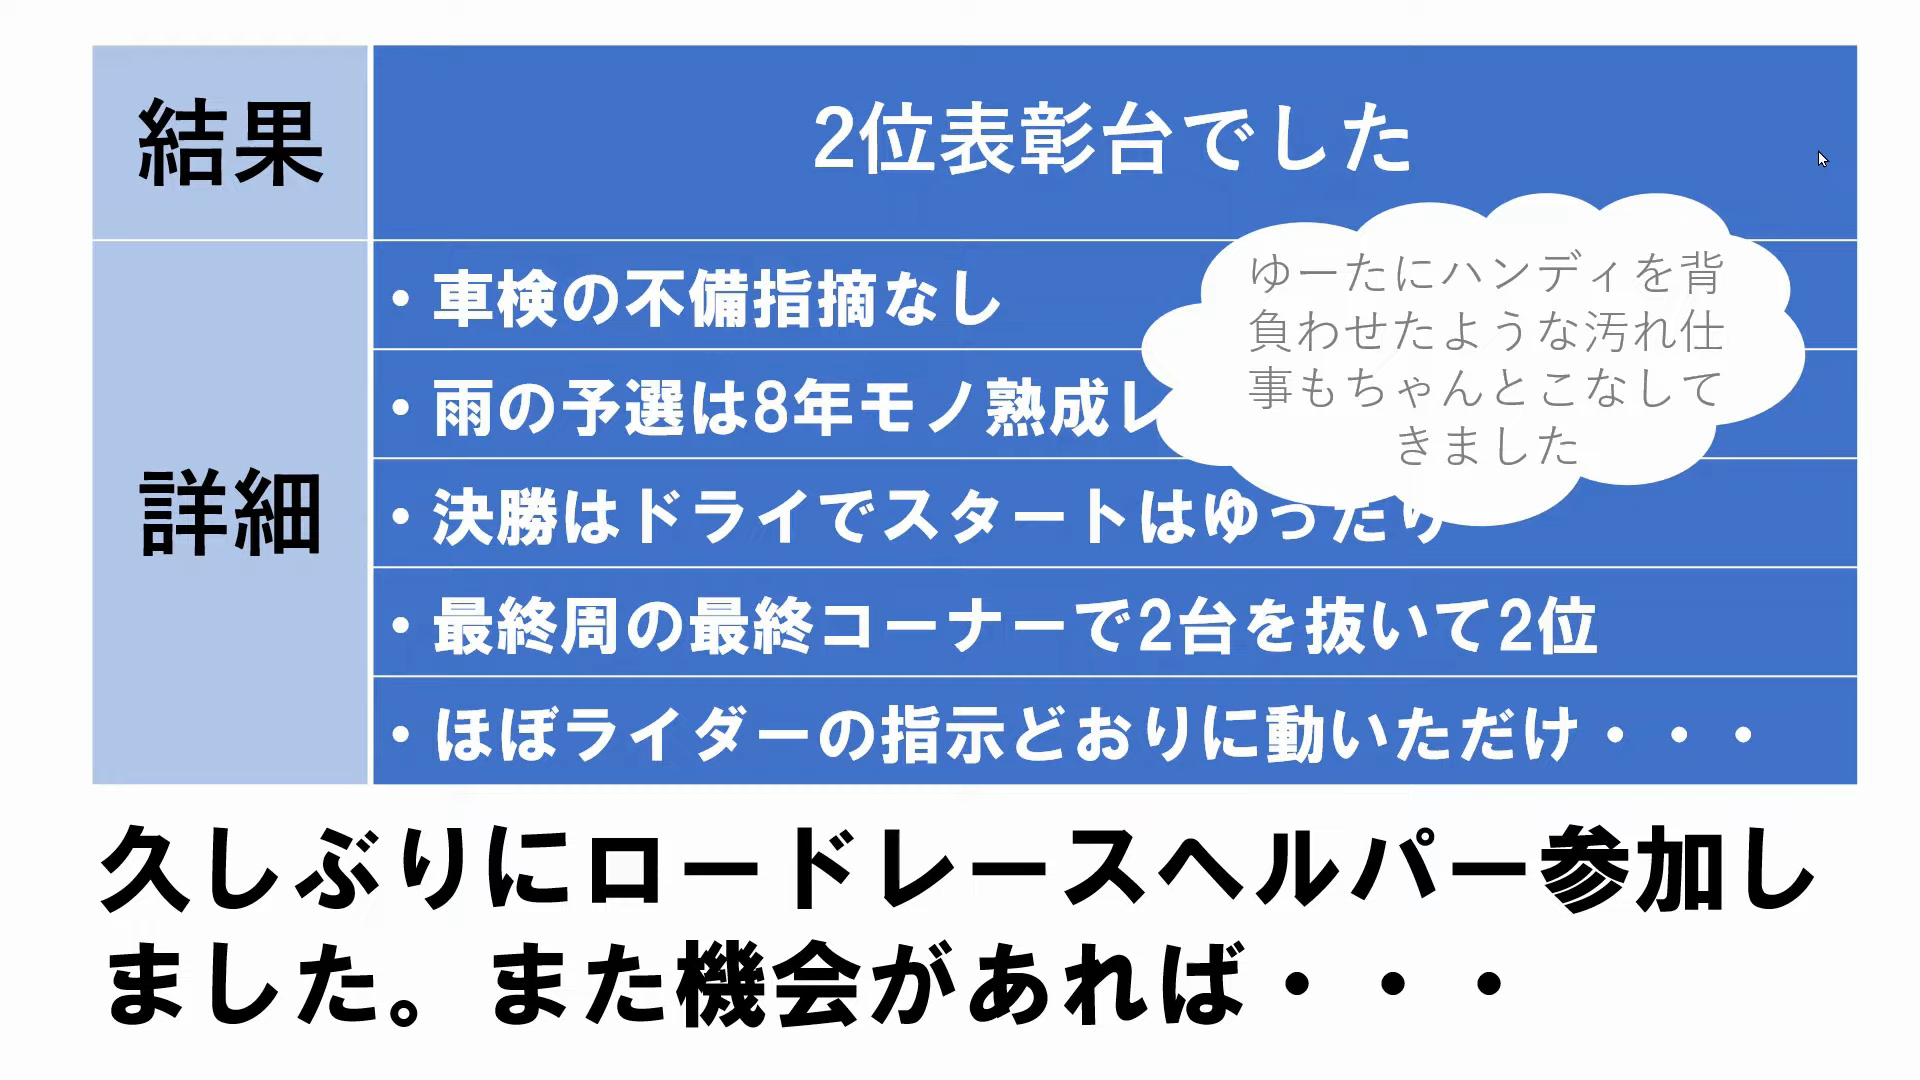 結果
2位表彰台でした
詳細
・車検の不備指摘なし
・雨の予選は8年モノ熟成レ
・決勝はドライでスタートはゆったり
・最終周の最終コーナーで2台を抜いて2位
・ほぼライダーの指示どおりに動いただけ・・・
ゆーたにハンディを背
負わせたような汚れ仕
事もちゃんとこなして
きました
久しぶりにロードレースヘルパー参加し
ました。また機会があれば・・・